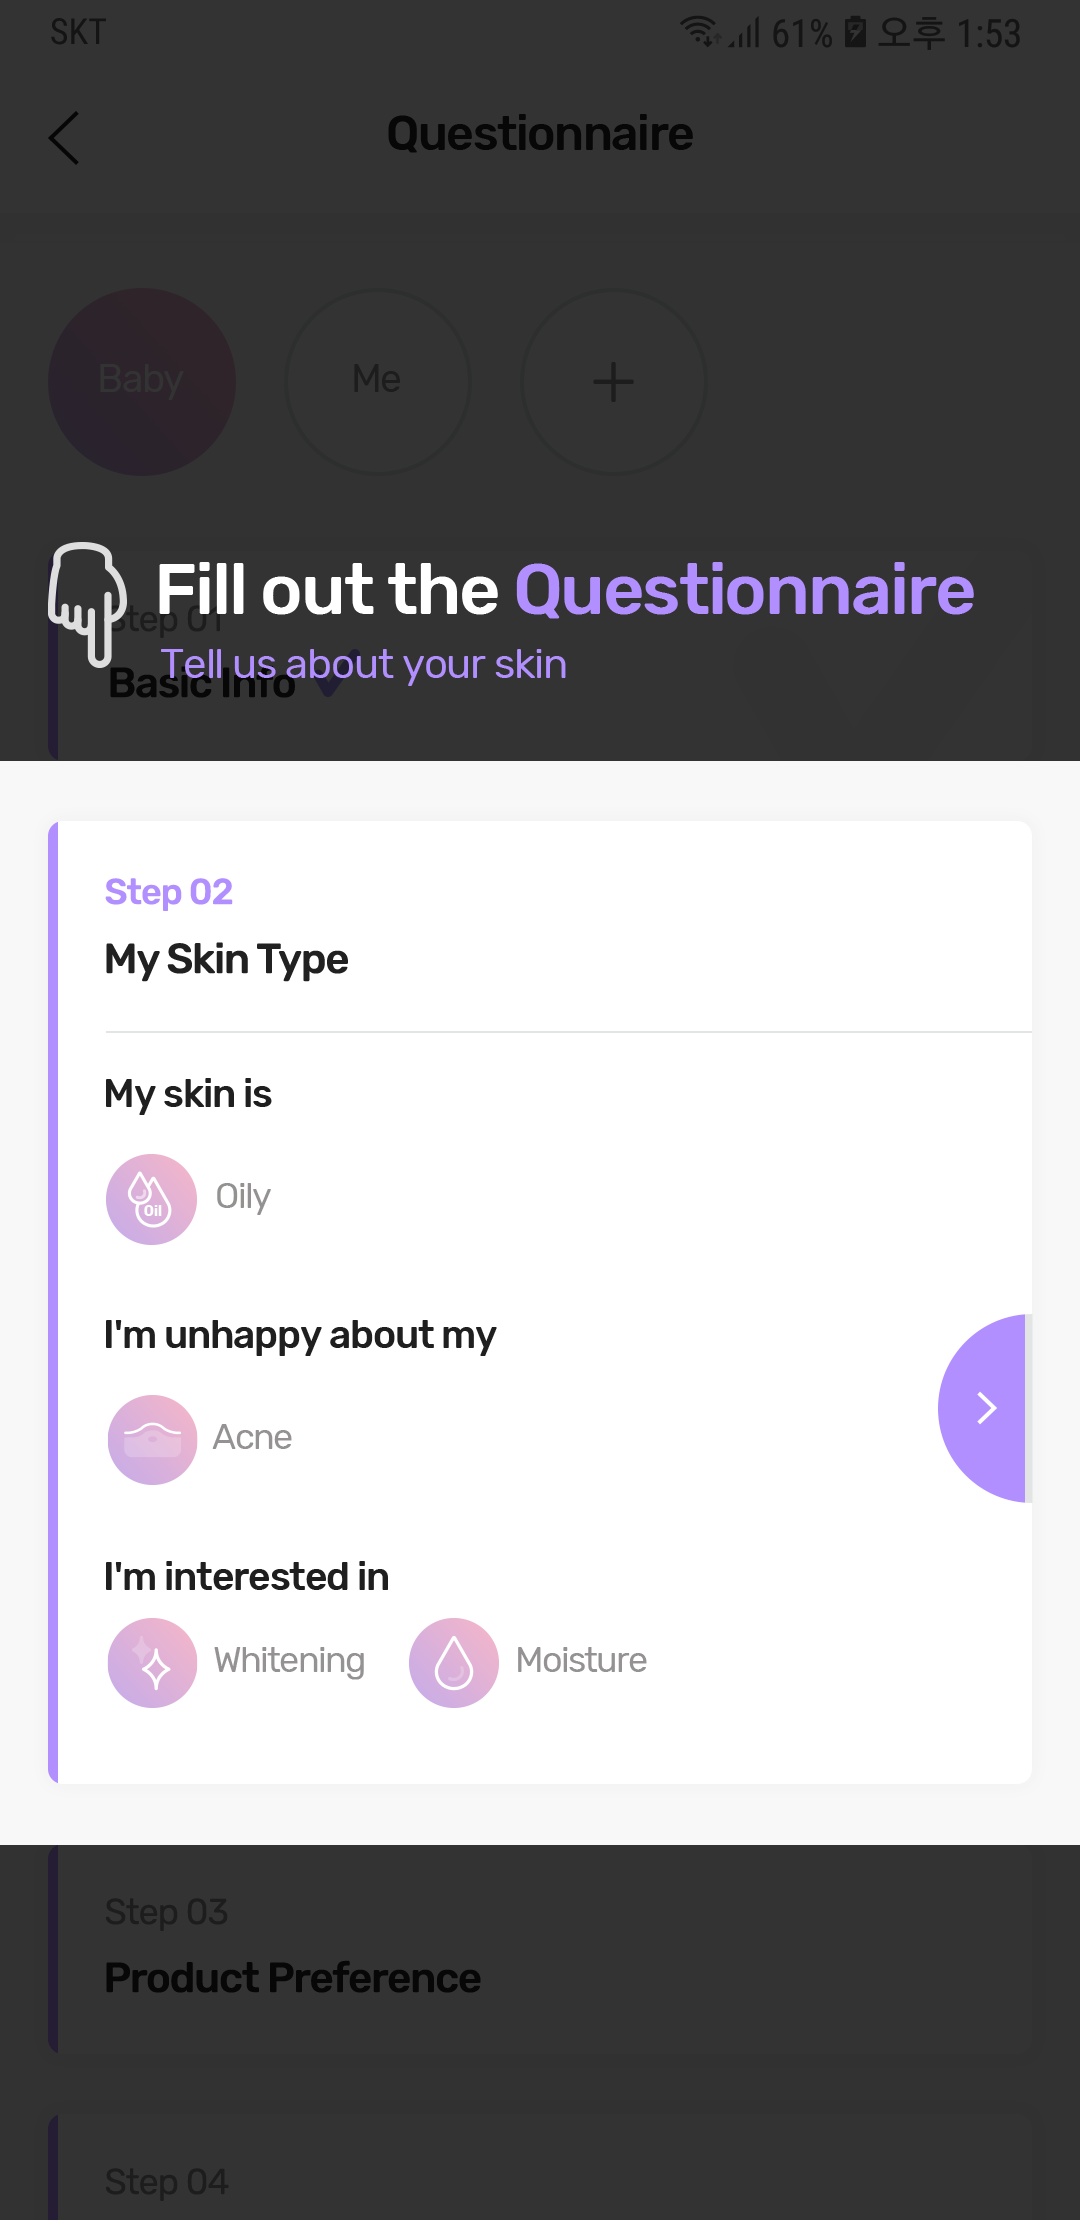 SKT 61% 오후 1:53
Questionnaire
Baby Me
Fill out the Questionnaire
Step 01
Tell us about your skin
Basic Info
Step 02
My Skin Type
My skin is
Oil Oily
I'm unhappy about my
Acne
I'm interested in
Whitening Moisture
Step 03
Product Preference
Step 04